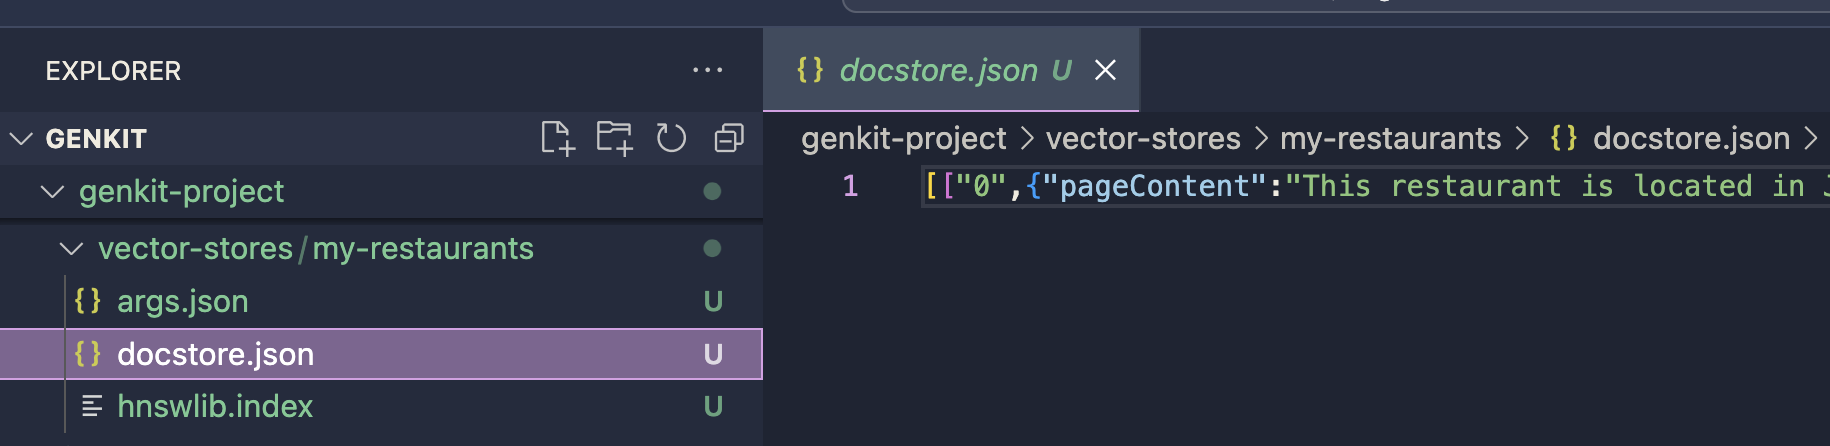 EXPLORER
GENKIT
genkit-project
vector-stores/my-restaurants
args.json U
docstore.json U
hnswlib.index U
docstore.json U
genkit-project > vector-stores > my-restaurants > {} docstore.json >
1 [["0",{"pageContent":"This restaurant is located in